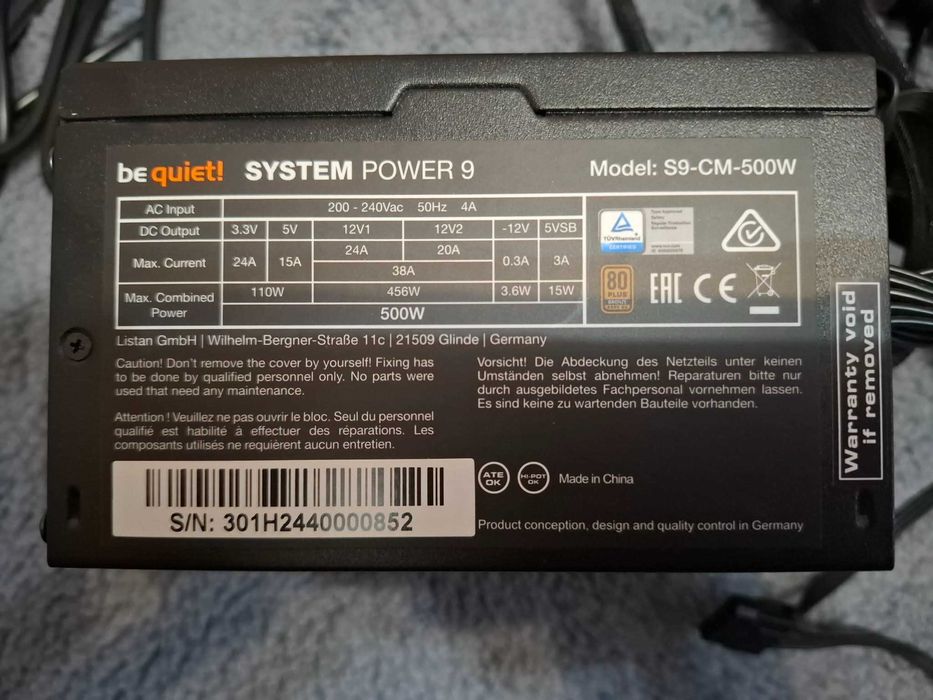 be quiet! SYSTEM POWER 9 Model: S9-CM-500W
AC Input 200 - 240Vac 50Hz 4A
DC Output 3.3V 5V 12V1 12V2 -12V 5VSB
Max. Current 24A 15A 24A 20A 0.3A 3A
38A
Max. Combined Power 110W 456W 3.6W 15W
500W
TÜVRheinland
CERTIFIED
80
PLUS
BRONZE
EAC CE
Listan GmbH | Wilhelm-Bergner-Straße 11c | 21509 Glinde | Germany
Caution! Don't remove the cover by yourself! Fixing has
to be done by qualified personnel only. No parts were
used that need any maintenance.
Attention ! Veuillez ne pas ouvrir le bloc. Seul du personnel
qualifié est habilité à effectuer des réparations. Les
composants utilisés ne requièrent aucun entretien.
Vorsicht! Die Abdeckung des Netzteils unter keinen
Umständen selbst abnehmen! Reparaturen bitte nur
durch ausgebildetes Fachpersonal vornehmen lassen.
Es sind keine zu wartenden Bauteile vorhanden.
S/N: 301H2440000852
ATE
OK
HI-POT
OK
Made in China
Product conception, design and quality control in Germany
Warranty void
if removed